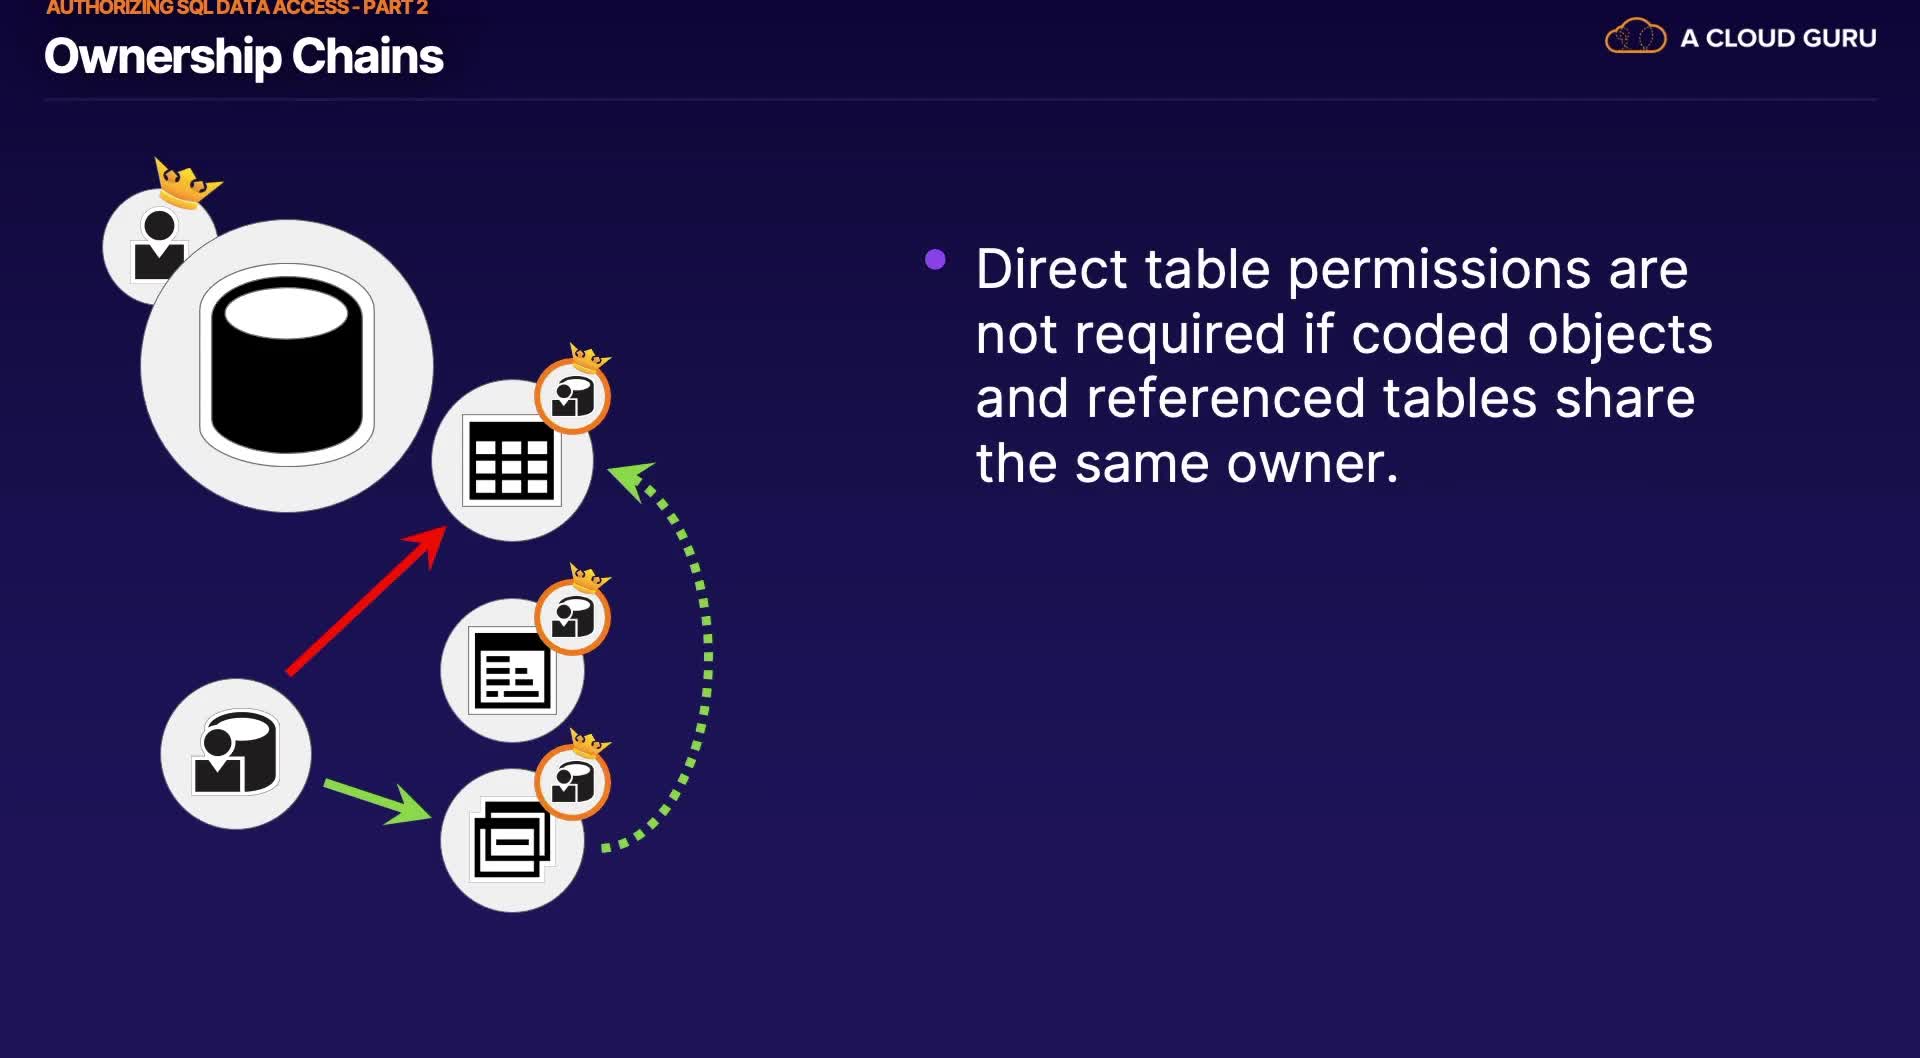 AUTHORIZING SQL DATA ACCESS - PART 2
Ownership Chains
A CLOUD GURU
Direct table permissions are
not required if coded objects
and referenced tables share
the same owner.